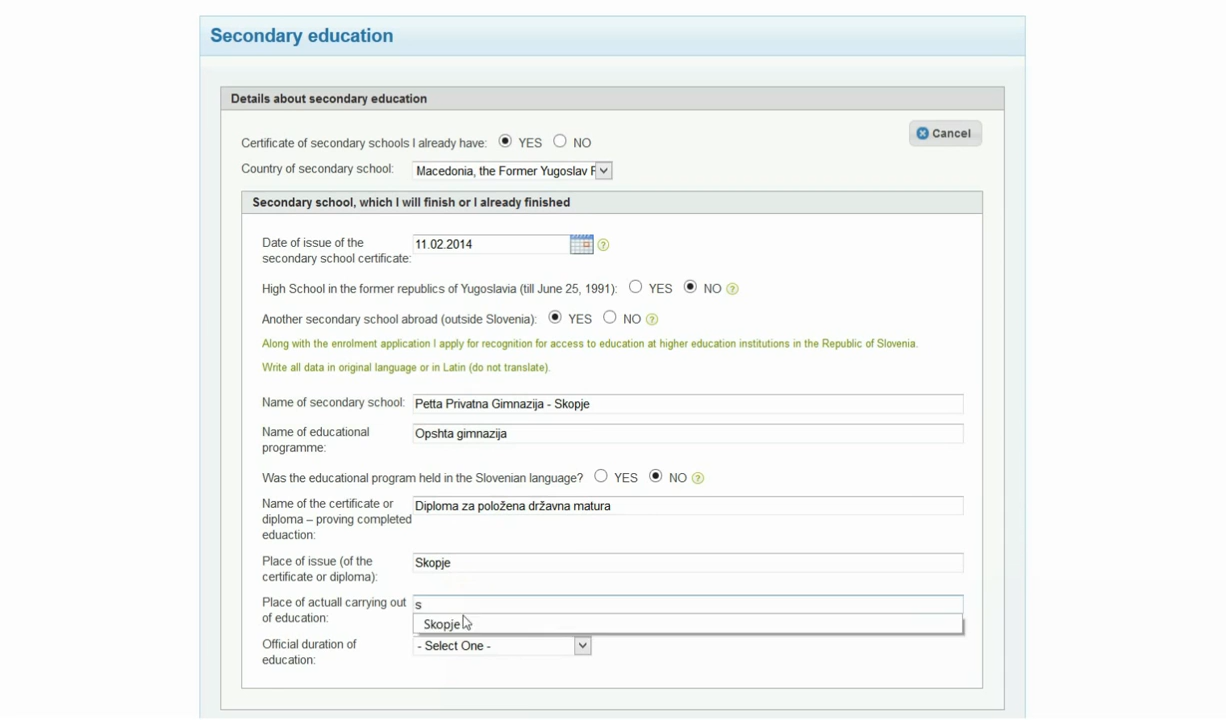 Secondary education
Details about secondary education
Cancel
Certificate of secondary schools I already have: YES NO
Country of secondary school: Macedonia, the Former Yugoslav
Secondary school, which I will finish or I already finished
Date of issue of the
secondary school certificate: 11.02.2014
High School in the former republics of Yugoslavia (till June 25, 1991): YES NO
Another secondary school abroad (outside Slovenia): YES NO
Along with the enrolment application I apply for recognition for access to education at higher education institutions in the Republic of Slovenia.
Write all data in original language or in Latin (do not translate).
Name of secondary school: Petta Privatna Gimnazija - Skopje
Name of educational
programme: Opshta gimnazija
Was the educational program held in the Slovenian language? YES NO
Name of the certificate or
diploma – proving completed
eduaction: Diploma za položena državna matura
Place of issue (of the
certificate or diploma): Skopje
Place of actuall carrying out
of education: s
Skopje
Official duration of
education: - Select One -